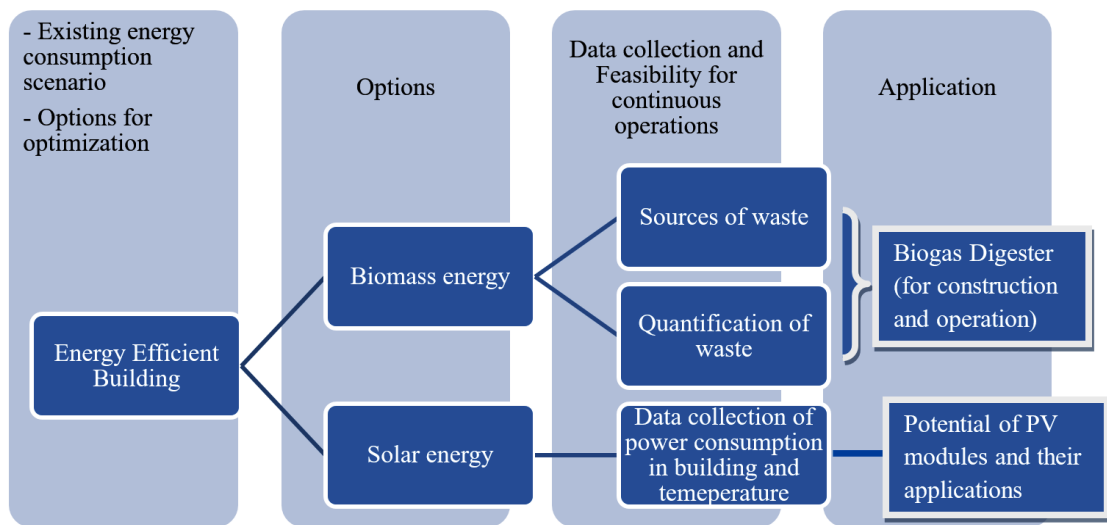 - Existing energy
consumption
scenario
- Options for
optimization
Options
Data collection and
Feasibility for
continuous
operations
Application
Energy Efficient
Building
Biomass energy
Solar energy
Sources of waste
Quantification of
waste
Data collection of
power consumption
in building and
temeperature
Biogas Digester
(for construction
and operation)
Potential of PV
modules and their
applications